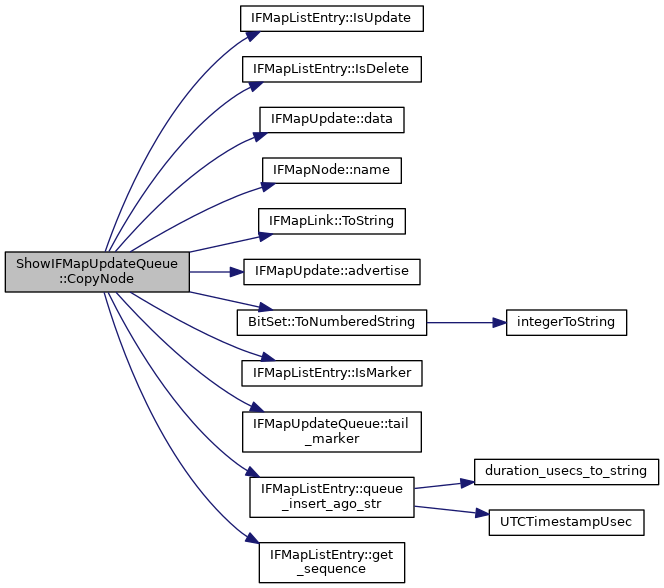 IFMapListEntry::IsUpdate
IFMapListEntry::IsDelete
IFMapUpdate::data
IFMapNode::name
IFMapLink::ToString
ShowIFMapUpdateQueue
::CopyNode
IFMapUpdate::advertise
BitSet::ToNumberedString
integerToString
IFMapListEntry::IsMarker
IFMapUpdateQueue::tail
_marker
IFMapListEntry::queue
_insert_ago_str
duration_usecs_to_string
UTCTimestampUsec
IFMapListEntry::get
_sequence